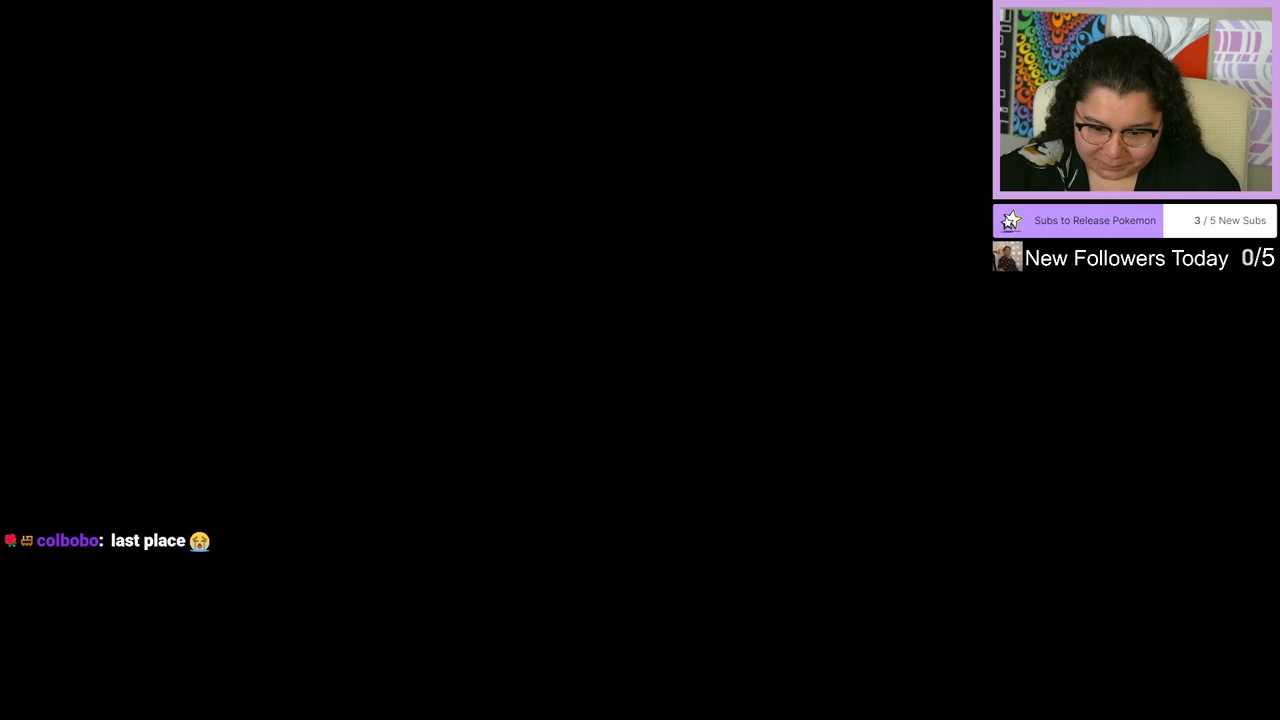 Subs to Release Pokemon 3 / 5 New Subs
New Followers Today 0/5
colbobo: last place 😭